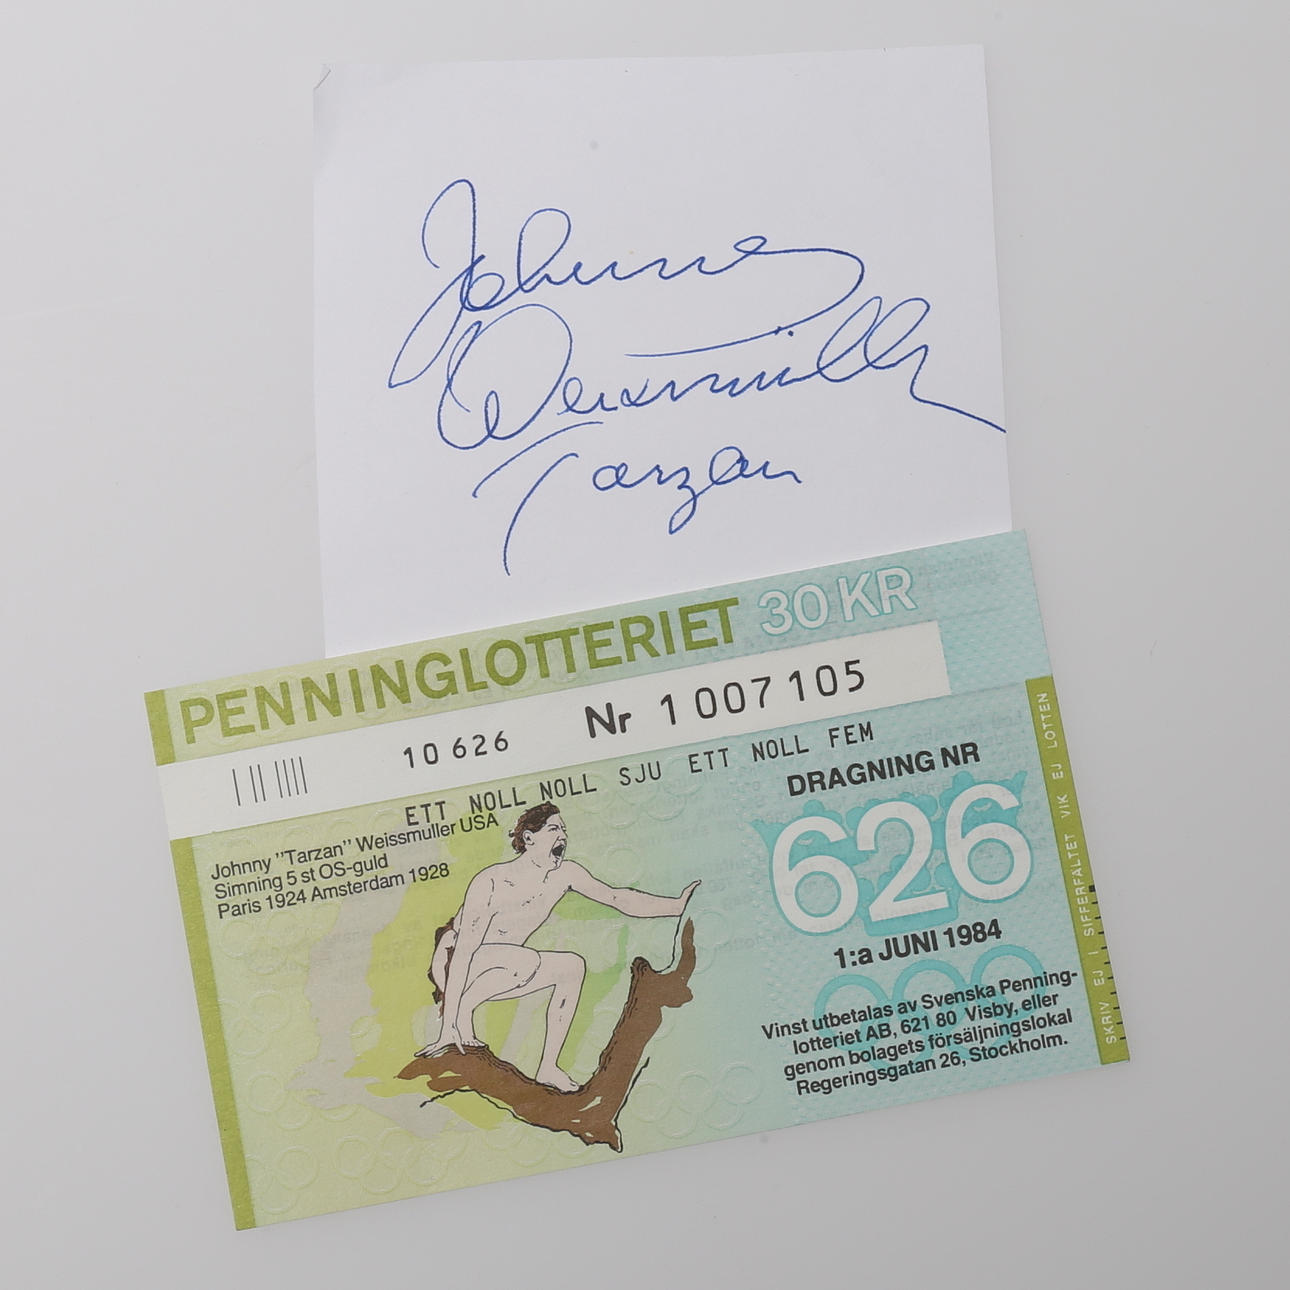 Johnny
Weissmüller
Tarzan
PENNINGLOTTERIET 30 KR
10 626 Nr 1 007 105
ETT NOLL NOLL SJU ETT NOLL FEM
Johnny "Tarzan" Weissmuller USA
Simning 5 st OS-guld
Paris 1924 Amsterdam 1928
DRAGNING NR
626
1:a JUNI 1984
Vinst utbetalas av Svenska Penning-
lotteriet AB, 621 80 Visby, eller
genom bolagets försäljningslokal
Regeringsgatan 26, Stockholm.
SKRIV EJ I SIFFERFÄLTET VIK EJ LOTTEN